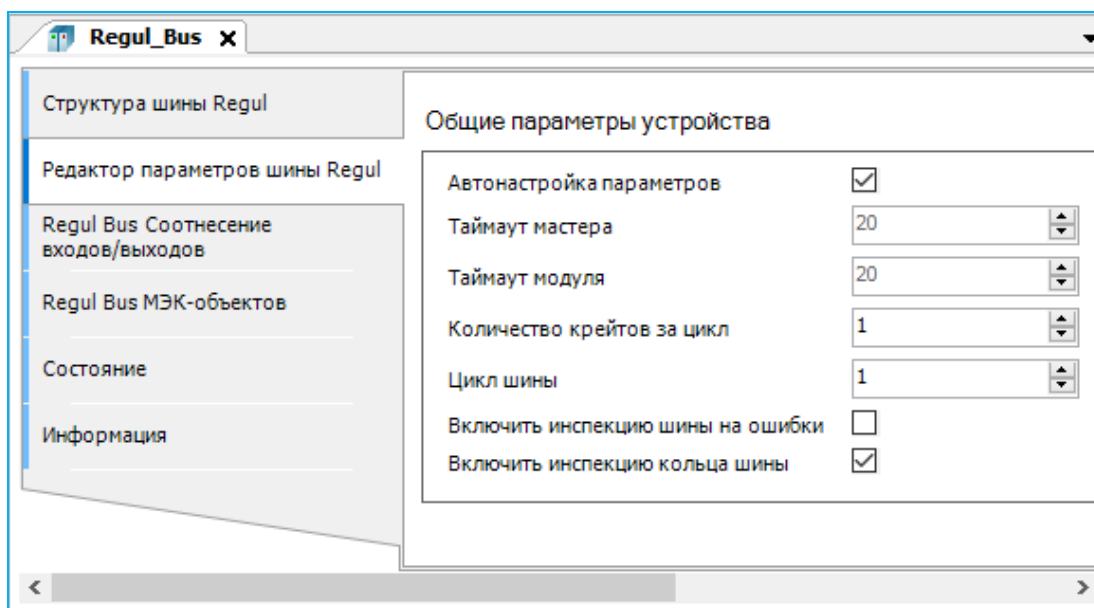 Regul_Bus
Структура шины Regul
Редактор параметров шины Regul
Regul Bus Соотнесение
входов/выходов
Regul Bus МЭК-объектов
Состояние
Информация
Общие параметры устройства
Автонастройка параметров
Таймаут мастера 20
Таймаут модуля 20
Количество крейтов за цикл 1
Цикл шины 1
Включить инспекцию шины на ошибки
Включить инспекцию кольца шины